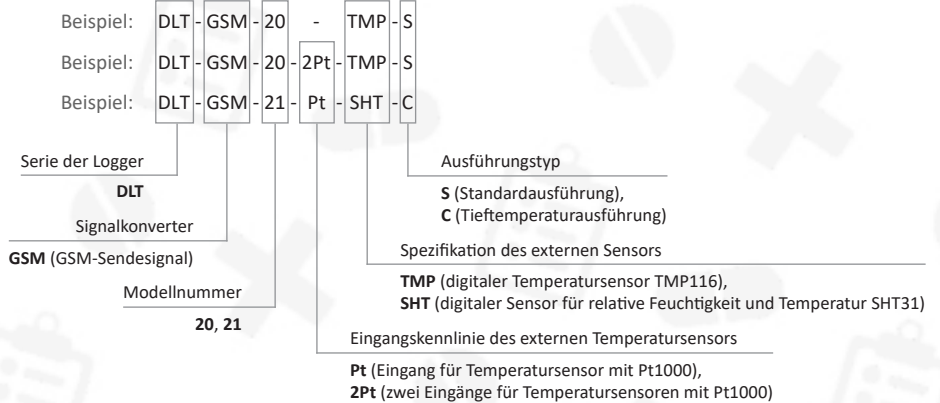 Beispiel: DLT - GSM - 20 - TMP - S
Beispiel: DLT - GSM - 20 - 2Pt - TMP - S
Beispiel: DLT - GSM - 21 - Pt - SHT - C
Serie der Logger
DLT
Signalkonverter
GSM (GSM-Sendesignal)
Modellnummer
20, 21
Ausführungstyp
S (Standardausführung),
C (Tieftemperaturausführung)
Spezifikation des externen Sensors
TMP (digitaler Temperatursensor TMP116),
SHT (digitaler Sensor für relative Feuchtigkeit und Temperatur SHT31)
Eingangskennlinie des externen Temperatursensors
Pt (Eingang für Temperatursensor mit Pt1000),
2Pt (zwei Eingänge für Temperatursensoren mit Pt1000)